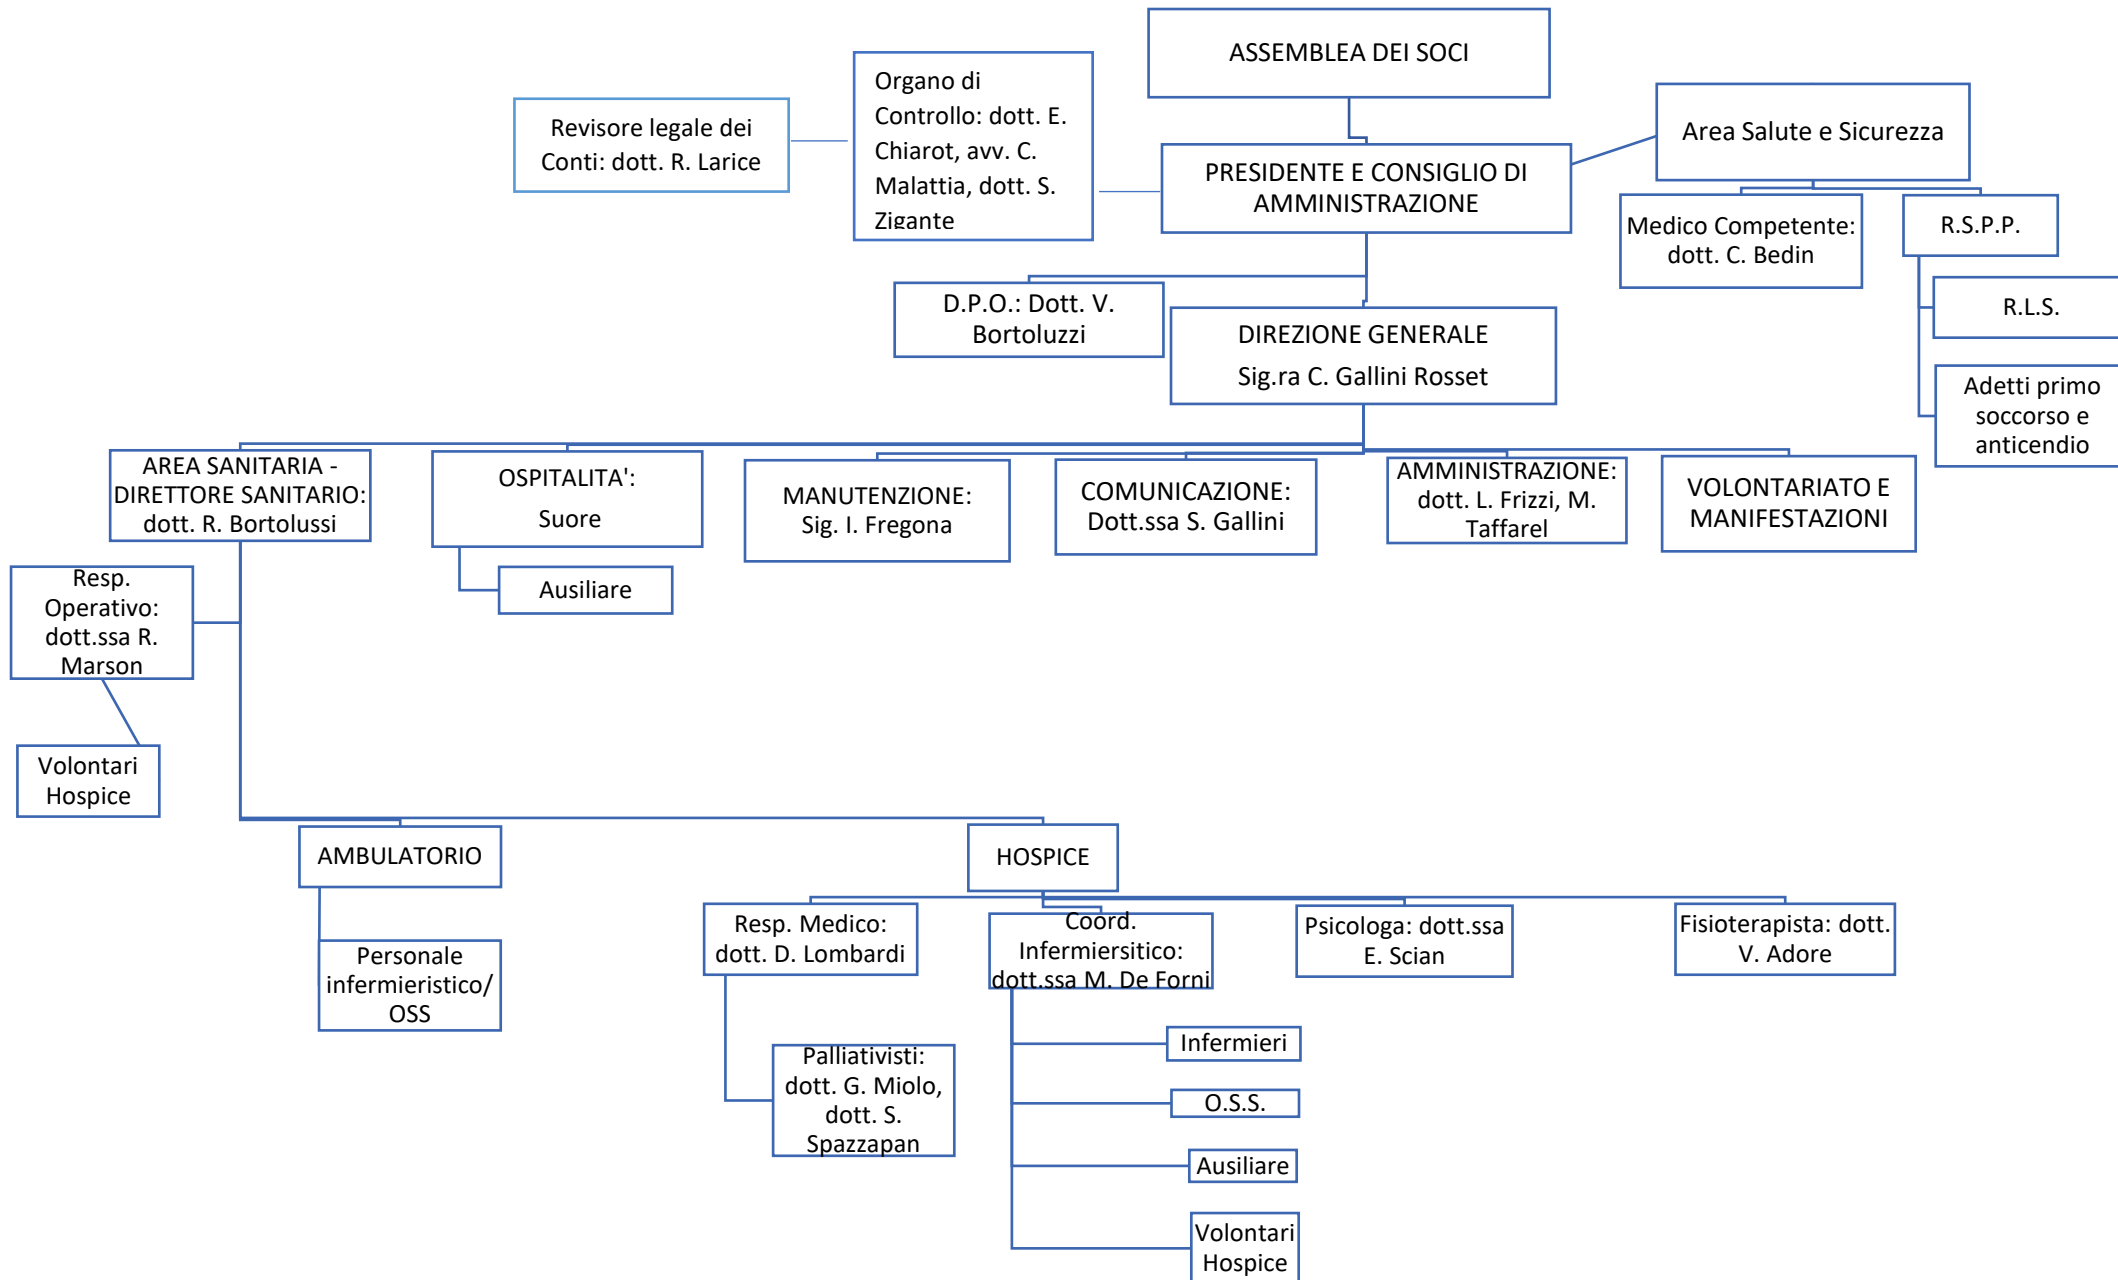 ASSEMBLEA DEI SOCI
Organo di
Controllo: dott. E.
Chiarot, avv. C.
Malattia, dott. S.
Zigante
Revisore legale dei
Conti: dott. R. Larice
Area Salute e Sicurezza
PRESIDENTE E CONSIGLIO DI
AMMINISTRAZIONE
Medico Competente:
dott. C. Bedin
R.S.P.P.
R.L.S.
Adetti primo
soccorso e
anticendio
D.P.O.: Dott. V.
Bortoluzzi
DIREZIONE GENERALE
Sig.ra C. Gallini Rosset
AREA SANITARIA -
DIRETTORE SANITARIO:
dott. R. Bortolussi
OSPITALITA':
Suore
MANUTENZIONE:
Sig. I. Fregona
COMUNICAZIONE:
Dott.ssa S. Gallini
AMMINISTRAZIONE:
dott. L. Frizzi, M.
Taffarel
VOLONTARIATO E
MANIFESTAZIONI
Ausiliare
Resp.
Operativo:
dott.ssa R.
Marson
Volontari
Hospice
AMBULATORIO
HOSPICE
Personale
infermieristico/
OSS
Resp. Medico:
dott. D. Lombardi
Coord.
Infermiersitico:
dott.ssa M. De Forni
Psicologa: dott.ssa
E. Scian
Fisioterapista: dott.
V. Adore
Palliativisti:
dott. G. Miolo,
dott. S.
Spazzapan
Infermieri
O.S.S.
Ausiliare
Volontari
Hospice